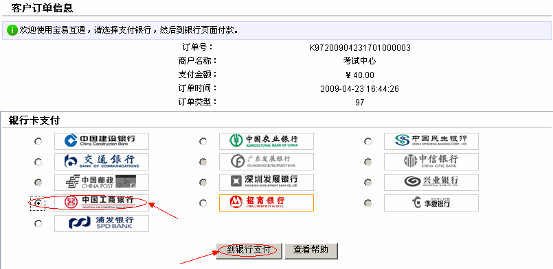 客户订单信息
欢迎使用宝易互通，请选择支付银行，然后到银行页面付款。
订单号： K97200904231701000003
商户名称： 考试中心
支付金额： ￥40.00
订单时间： 2009-04-23 16:44:26
订单类型： 97
银行卡支付
中国建设银行 China Construction Bank 中国农业银行 AGRICULTURAL BANK OF CHINA 中国民生银行
交通银行 BANK OF COMMUNICATIONS 广东发展银行 GUANGDONG DEVELOPMENT BANK 中信银行
中国邮政 CHINA POST 深圳发展银行 SHENZHEN DEVELOPMENT BANK 兴业银行
中国工商银行 招商银行 华夏银行
浦发银行 SPD BANK
到银行支付 查看帮助